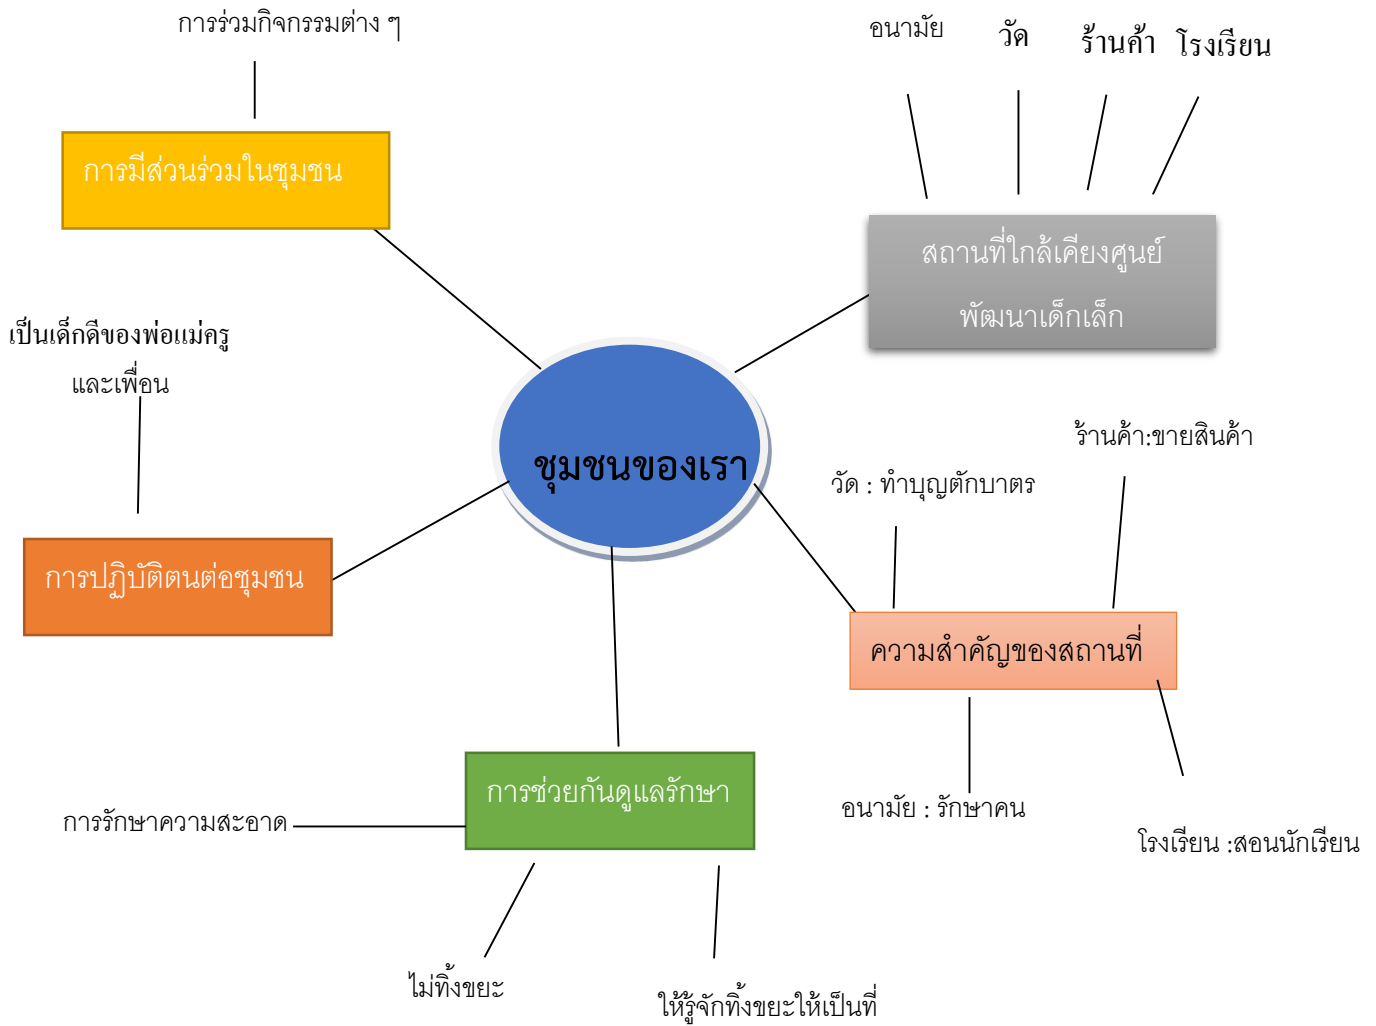 การร่วมกิจกรรมต่าง ๆ
อนามัย
วัด
ร้านค้า
โรงเรียน
การมีส่วนร่วมในชุมชน
สถานที่ใกล้เคียงศูนย์
พัฒนาเด็กเล็ก
เป็นเด็กดีของพ่อแม่ครู
และเพื่อน
ชุมชนของเรา
ร้านค้า:ขายสินค้า
วัด : ทำบุญตักบาตร
การปฏิบัติตนต่อชุมชน
ความสำคัญของสถานที่
การช่วยกันดูแลรักษา
การรักษาความสะอาด
อนามัย : รักษาคน
โรงเรียน :สอนนักเรียน
ไม่ทิ้งขยะ
ให้รู้จักทิ้งขยะให้เป็นที่